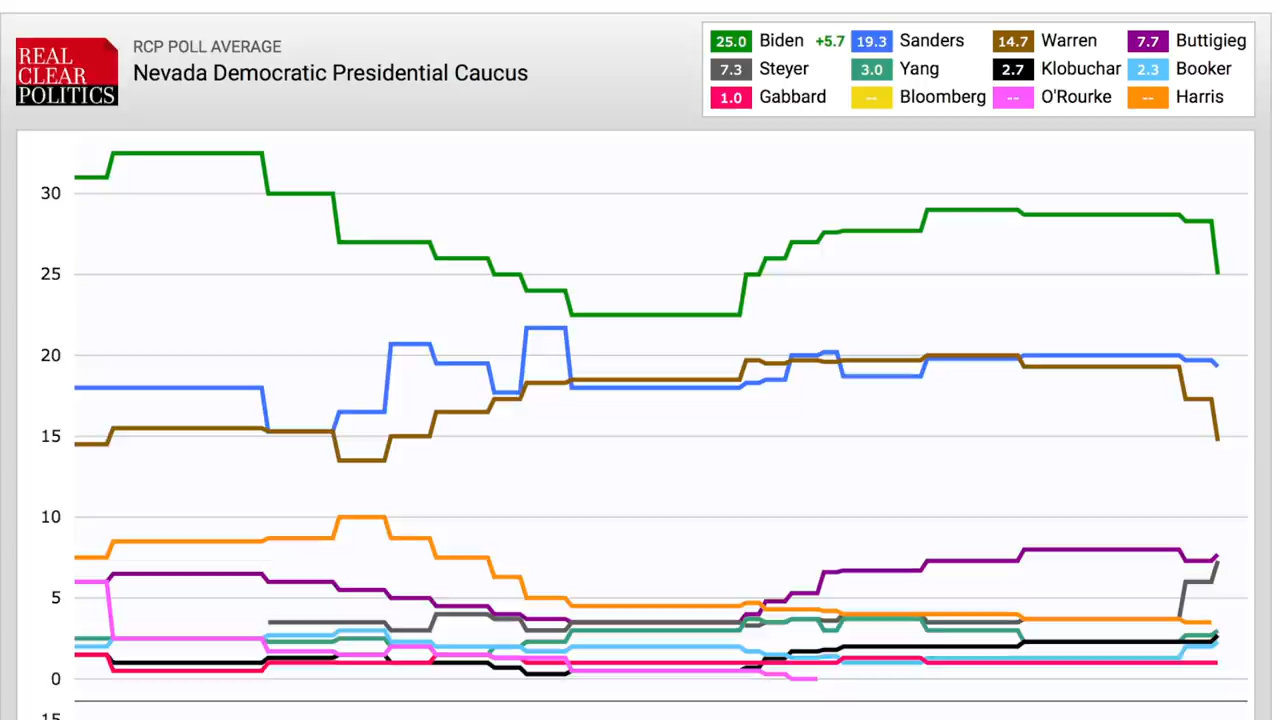 REAL
CLEAR
POLITICS
RCP POLL AVERAGE
Nevada Democratic Presidential Caucus
25.0 Biden +5.7 19.3 Sanders 14.7 Warren 7.7 Buttigieg
7.3 Steyer 3.0 Yang 2.7 Klobuchar 2.3 Booker
1.0 Gabbard -- Bloomberg -- O'Rourke -- Harris
30
25
20
15
10
5
0
15